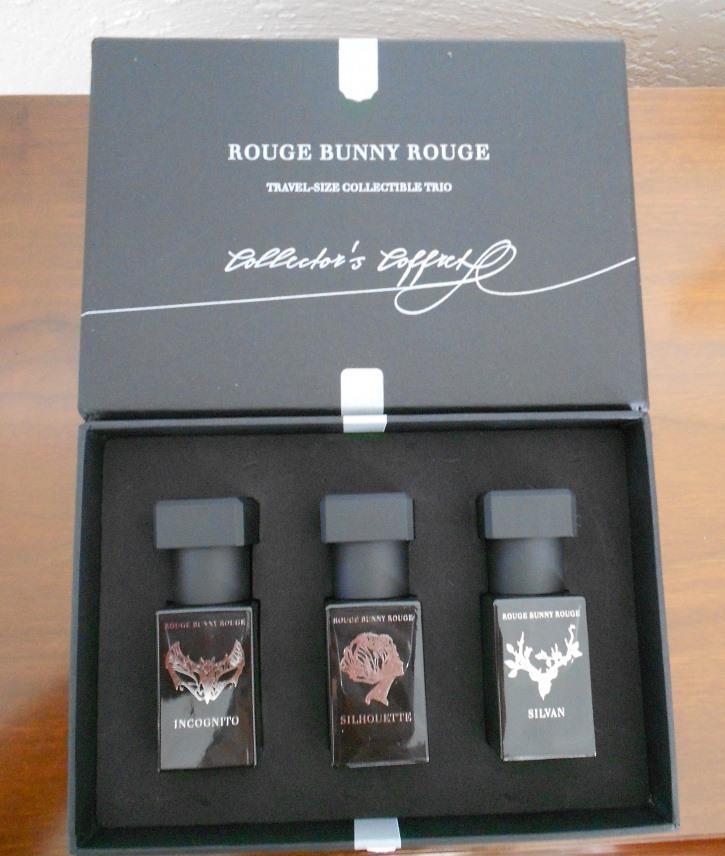 ROUGE BUNNY ROUGE
TRAVEL-SIZE COLLECTIBLE TRIO
Collector's Coffret
ROUGE BUNNY ROUGE
INCOGNITO
ROUGE BUNNY ROUGE
SILHOUETTE
ROUGE BUNNY ROUGE
SILVAN